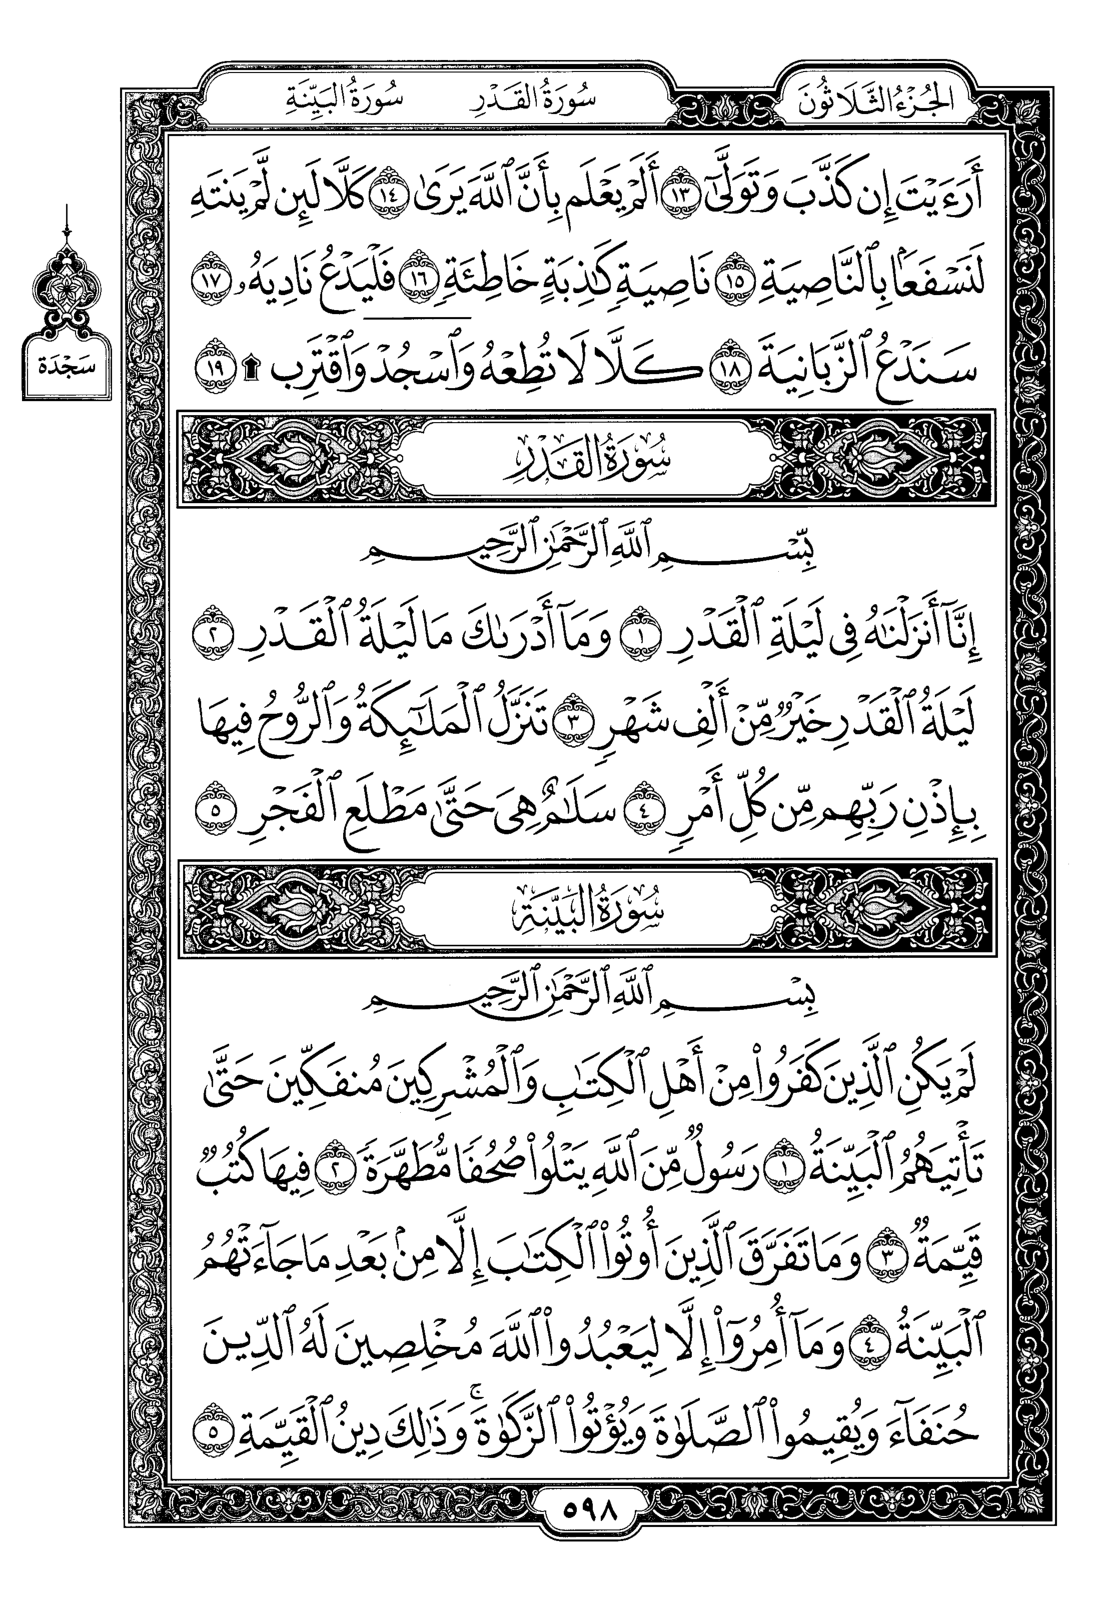 الجُزْءُ الثَّلَاثُونَ سُورَةُ القَدْرِ سُورَةُ البَيِّنَةِ
أَرَءَيْتَ إِن كَذَّبَ وَتَوَلَّىٰٓ ١٣ أَلَمْ يَعْلَم بِأَنَّ ٱللَّهَ يَرَىٰ ١٤ كَلَّا لَئِن لَّمْ يَنتَهِ
لَنَسْفَعًۢا بِٱلنَّاصِيَةِ ١٥ نَاصِيَةٍ كَٰذِبَةٍ خَاطِئَةٍ ١٦ فَلْيَدْعُ نَادِيَهُۥ ١٧
سَنَدْعُ ٱلزَّبَانِيَةَ ١٨ كَلَّا لَا تُطِعْهُ وَٱسْجُدْ وَٱقْتَرِب ۩ ١٩
سَجْدَة
سُورَةُ القَدْرِ
بِّسْمِ ٱللَّهِ ٱلرَّحْمَٰنِ ٱلرَّحِيمِ
إِنَّآ أَنزَلْنَٰهُ فِى لَيْلَةِ ٱلْقَدْرِ ١ وَمَآ أَدْرَىٰكَ مَا لَيْلَةُ ٱلْقَدْرِ ٢
لَيْلَةُ ٱلْقَدْرِ خَيْرٌ مِّنْ أَلْفِ شَهْرٍ ٣ تَنَزَّلُ ٱلْمَلَٰٓئِكَةُ وَٱلرُّوحُ فِيهَا
بِإِذْنِ رَبِّهِم مِّن كُلِّ أَمْرٍ ٤ سَلَٰمٌ هِىَ حَتَّىٰ مَطْلَعِ ٱلْفَجْرِ ٥
سُورَةُ البَيِّنَةِ
بِسْمِ ٱللَّهِ ٱلرَّحْمَٰنِ ٱلرَّحِيمِ
لَمْ يَكُنِ ٱلَّذِينَ كَفَرُوا۟ مِنْ أَهْلِ ٱلْكِتَٰبِ وَٱلْمُشْرِكِينَ مُنفَكِّينَ حَتَّىٰ
تَأْتِيَهُمُ ٱلْبَيِّنَةُ ١ رَسُولٌ مِّنَ ٱللَّهِ يَتْلُوا۟ صُحُفًا مُّطَهَّرَةً ٢ فِيهَا كُتُبٌ
قَيِّمَةٌ ٣ وَمَا تَفَرَّقَ ٱلَّذِينَ أُوتُوا۟ ٱلْكِتَٰبَ إِلَّا مِنۢ بَعْدِ مَا جَآءَتْهُمُ
ٱلْبَيِّنَةُ ٤ وَمَآ أُمِرُوٓا۟ إِلَّا لِيَعْبُدُوا۟ ٱللَّهَ مُخْلِصِينَ لَهُ ٱلدِّينَ
حُنَفَآءَ وَيُقِيمُوا۟ ٱلصَّلَوٰةَ وَيُؤْتُوا۟ ٱلزَّكَوٰةَ ۚ وَذَٰلِكَ دِينُ ٱلْقَيِّمَةِ ٥
٥٩٨